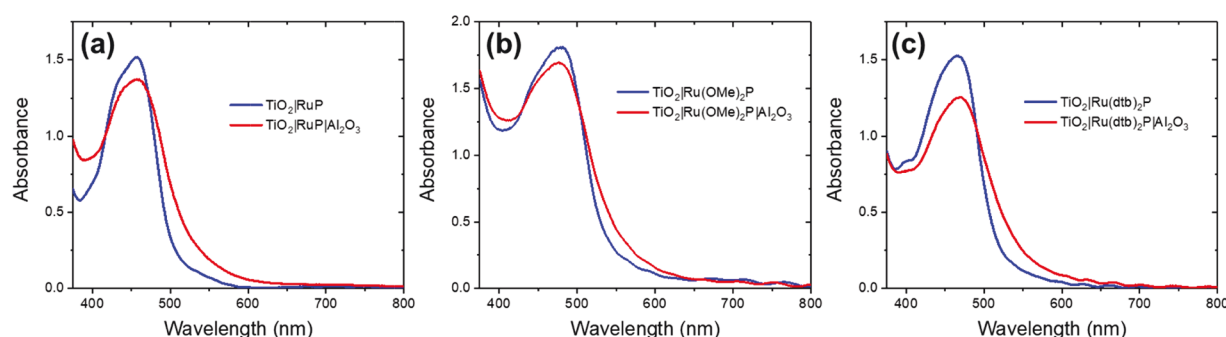 (a)
1.5
1.0
0.5
0.0
Absorbance
400 500 600 700 800
Wavelength (nm)
TiO₂|RuP
TiO₂|RuP|Al₂O₃
(b)
2.0
1.5
1.0
0.5
0.0
Absorbance
400 500 600 700 800
Wavelength (nm)
TiO₂|Ru(OMe)₂P
TiO₂|Ru(OMe)₂P|Al₂O₃
(c)
1.5
1.0
0.5
0.0
Absorbance
400 500 600 700 800
Wavelength (nm)
TiO₂|Ru(dtb)₂P
TiO₂|Ru(dtb)₂P|Al₂O₃